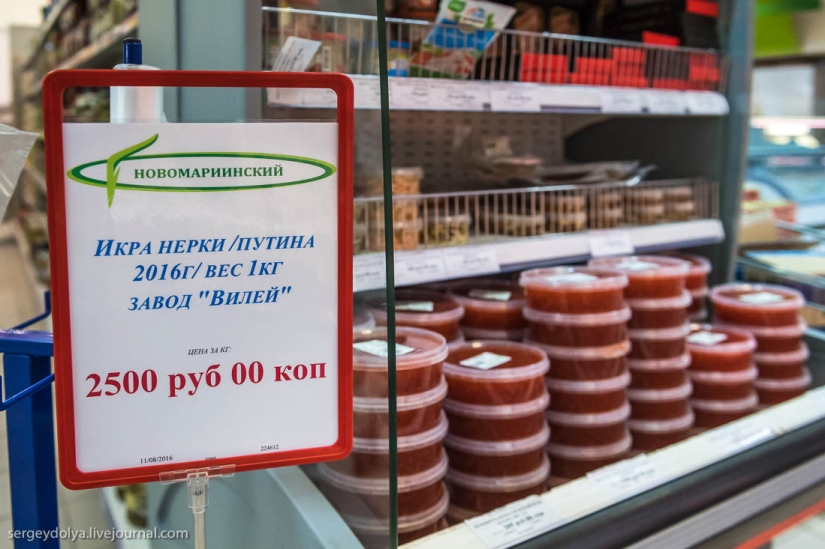 НОВОМАРИИНСКИЙ
ИКРА НЕРКИ /ПУТИНА
2016Г/ ВЕС 1КГ
ЗАВОД "ВИЛЕЙ"
ЦЕНА ЗА КГ:
2500 руб 00 коп
11/08/2016 224612
sergeydolya.livejournal.com